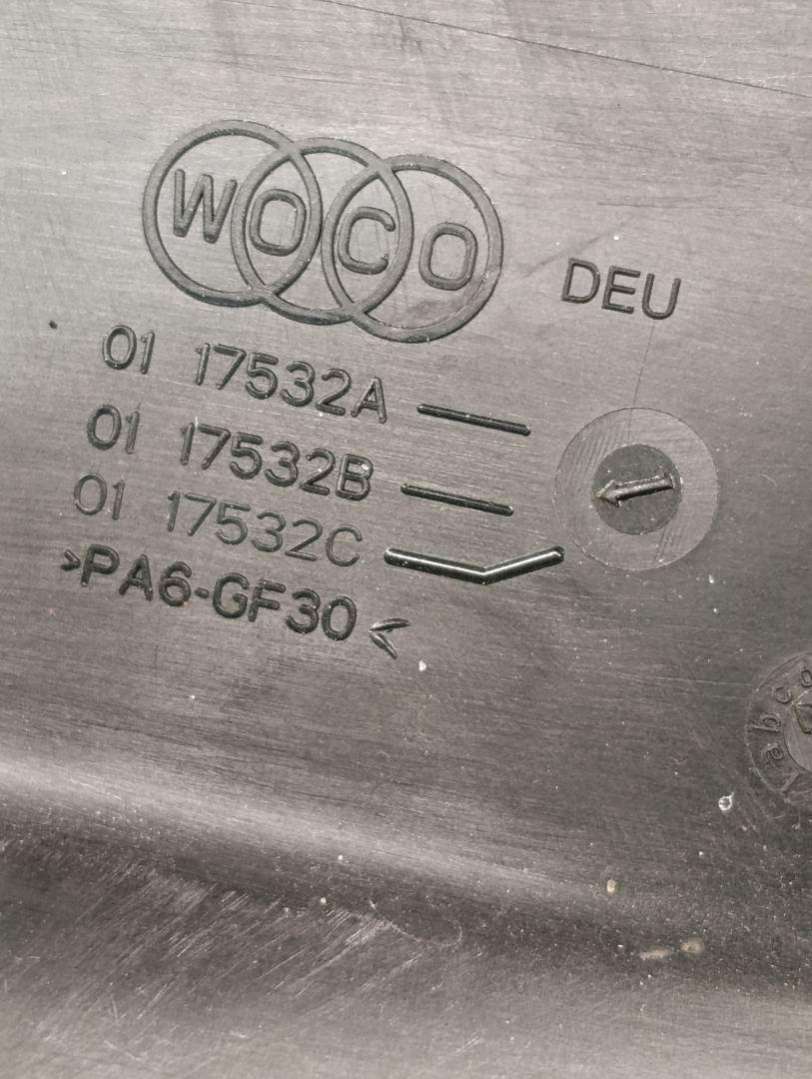 WOCO
DEU
01 17532A
01 17532B
01 17532C
>PA6-GF30<
a b c